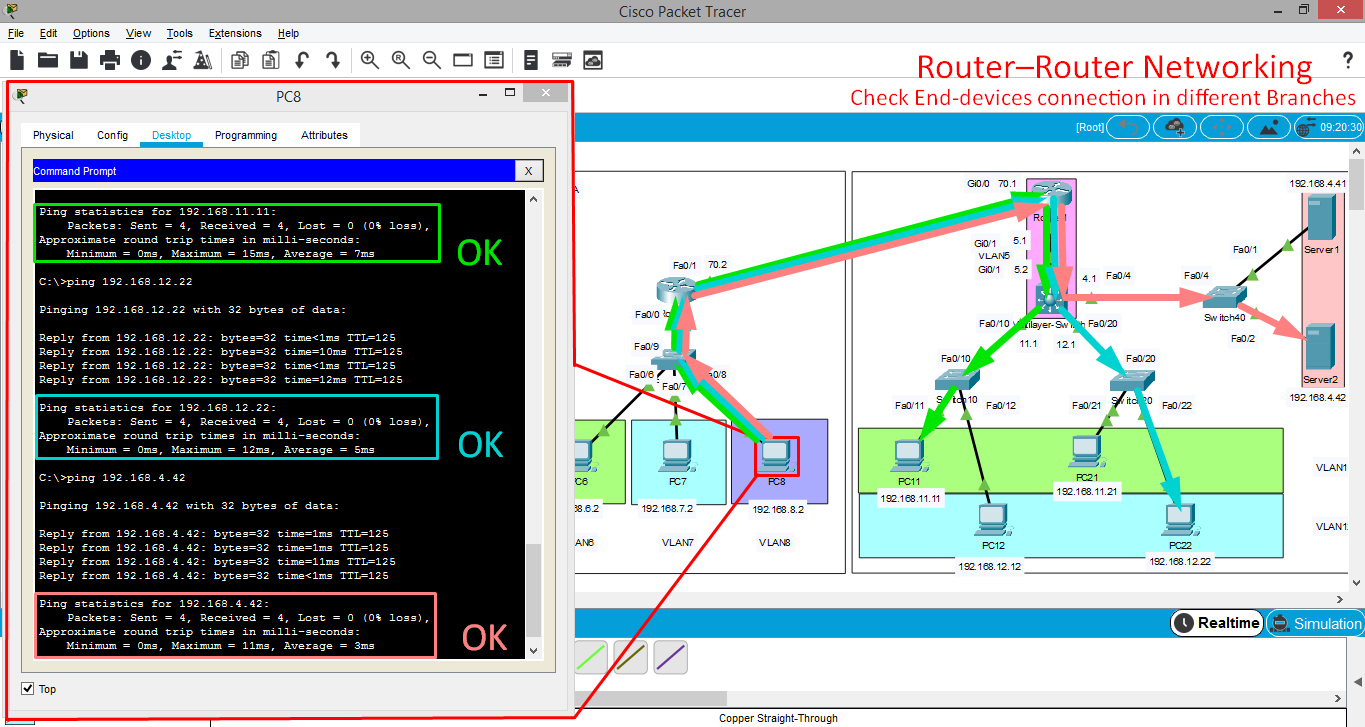 Cisco Packet Tracer
File Edit Options View Tools Extensions Help
Router–Router Networking
Check End-devices connection in different Branches
[Root]
09:20:30
PC8
Physical Config Desktop Programming Attributes
Command Prompt
X
Ping statistics for 192.168.11.11:
Packets: Sent = 4, Received = 4, Lost = 0 (0% loss),
Approximate round trip times in milli-seconds:
Minimum = 0ms, Maximum = 15ms, Average = 7ms
OK
C:\>ping 192.168.12.22
Pinging 192.168.12.22 with 32 bytes of data:
Reply from 192.168.12.22: bytes=32 time<1ms TTL=125
Reply from 192.168.12.22: bytes=32 time=10ms TTL=125
Reply from 192.168.12.22: bytes=32 time<1ms TTL=125
Reply from 192.168.12.22: bytes=32 time=12ms TTL=125
Ping statistics for 192.168.12.22:
Packets: Sent = 4, Received = 4, Lost = 0 (0% loss),
Approximate round trip times in milli-seconds:
Minimum = 0ms, Maximum = 12ms, Average = 5ms
OK
C:\>ping 192.168.4.42
Pinging 192.168.4.42 with 32 bytes of data:
Reply from 192.168.4.42: bytes=32 time=1ms TTL=125
Reply from 192.168.4.42: bytes=32 time=1ms TTL=125
Reply from 192.168.4.42: bytes=32 time=11ms TTL=125
Reply from 192.168.4.42: bytes=32 time<1ms TTL=125
Ping statistics for 192.168.4.42:
Packets: Sent = 4, Received = 4, Lost = 0 (0% loss),
Approximate round trip times in milli-seconds:
Minimum = 0ms, Maximum = 11ms, Average = 3ms
OK
Top
Fa0/1 70.2
Fa0/0
Fa0/9
Fa0/6
Fa0/7
a0/8
C6
PC7
PC8
8.6.2
192.168.7.2
192.168.8.2
AN6
VLAN7
VLAN8
Gi0/0 70.1
Gi0/1 5.1
VLAN5
Gi0/1 5.2
4.1 Fa0/4
Fa0/10
Fa0/20
11.1
12.1
192.168.4.41
Server1
Fa0/1
Fa0/4
Switch40
Fa0/2
Server2
192.168.4.42
Fa0/10
Fa0/20
Fa0/11
Fa0/12
Fa0/21
Fa0/22
PC11
192.168.11.11
PC21
192.168.11.21
PC12
192.168.12.12
PC22
192.168.12.22
VLAN1
VLAN1
Realtime
Simulation
Copper Straight-Through